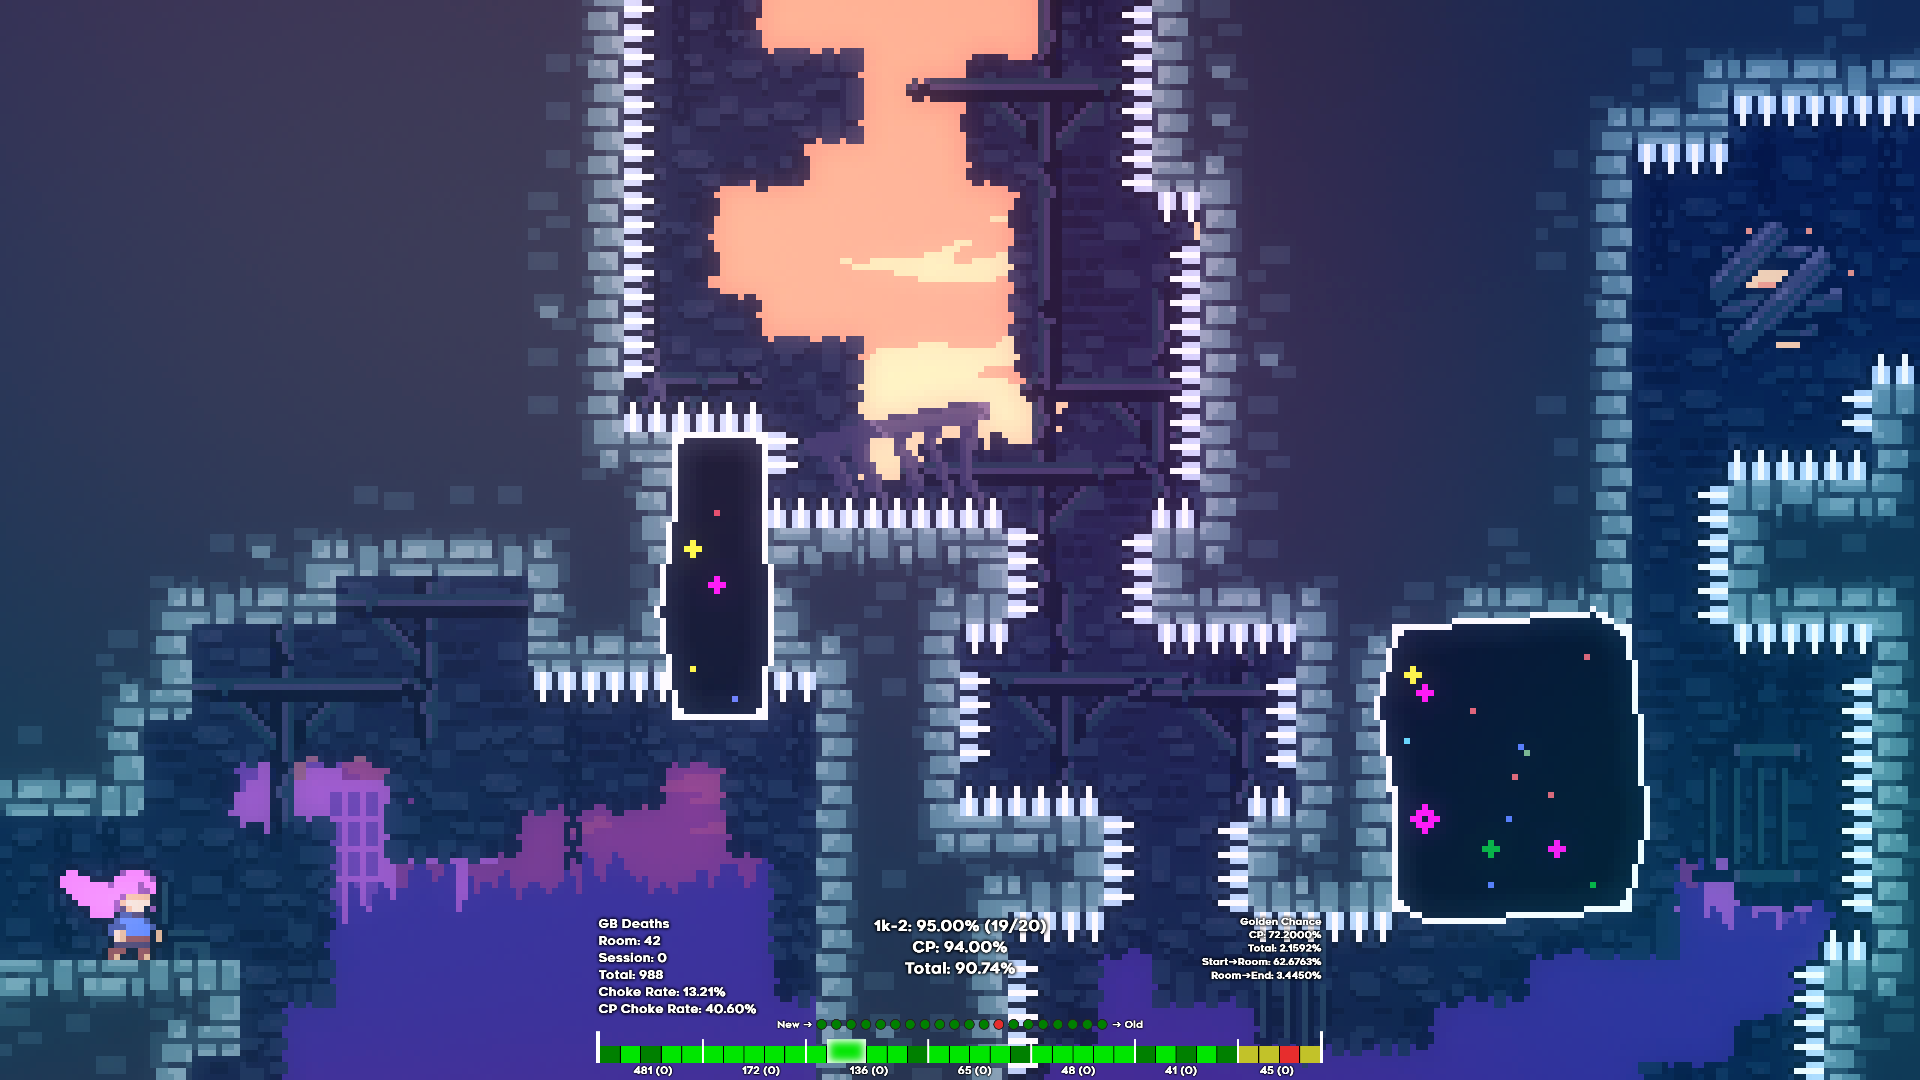 GB Deaths
Room: 42
Session: 0
Total: 988
Choke Rate: 13.21%
CP Choke Rate: 40.60%
1k-2: 95.00% (19/20)
CP: 94.00%
Total: 90.74%
Golden Chance
CP: 72.2000%
Total: 2.1592%
Start→Room: 62.6763%
Room→End: 3.4450%
New → → Old
481 (0) 172 (0) 136 (0) 65 (0) 48 (0) 41 (0) 45 (0)